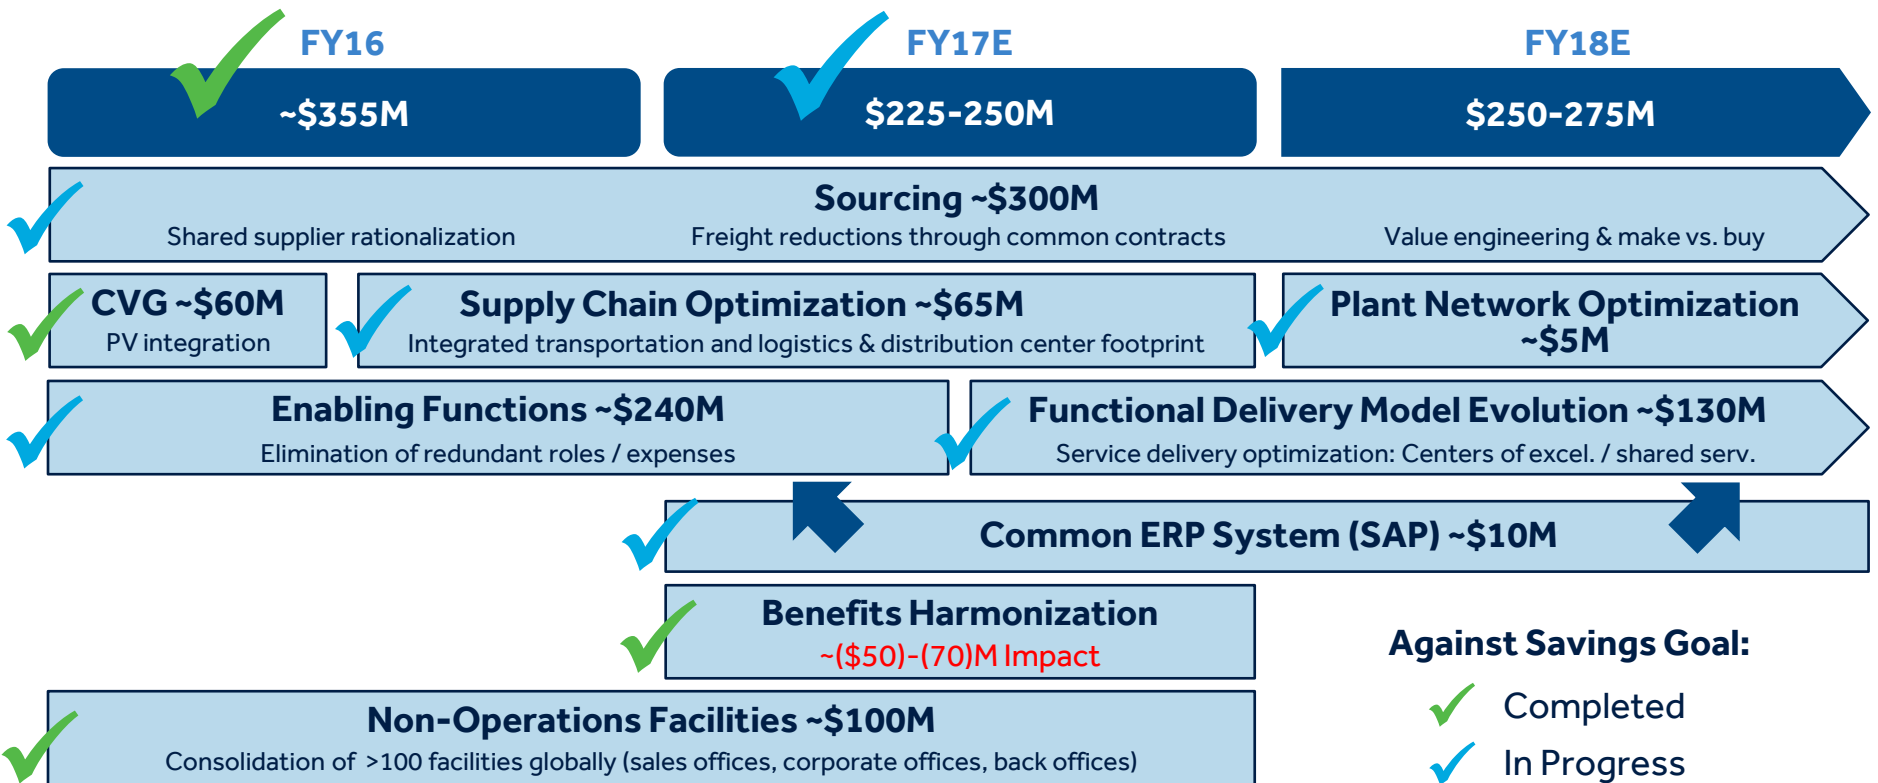 FY16
FY17E
FY18E
~$355M
$225-250M
$250-275M
Sourcing ~$300M
Shared supplier rationalization
Freight reductions through common contracts
Value engineering & make vs. buy
CVG ~$60M
PV integration
Supply Chain Optimization ~$65M
Integrated transportation and logistics & distribution center footprint
Plant Network Optimization
~$5M
Enabling Functions ~$240M
Elimination of redundant roles / expenses
Functional Delivery Model Evolution ~$130M
Service delivery optimization: Centers of excel. / shared serv.
Common ERP System (SAP) ~$10M
Benefits Harmonization
~($50)-(70)M Impact
Non-Operations Facilities ~$100M
Consolidation of >100 facilities globally (sales offices, corporate offices, back offices)
Against Savings Goal:
Completed
In Progress